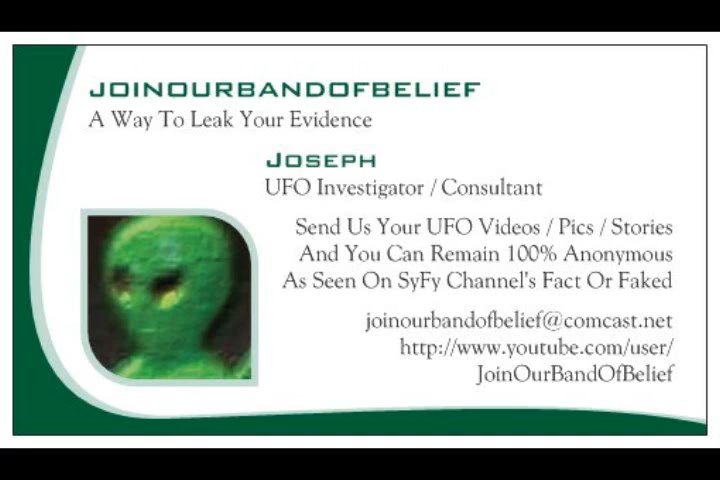 JOINOURBANDOFBELIEF
A Way To Leak Your Evidence
JOSEPH
UFO Investigator / Consultant
Send Us Your UFO Videos / Pics / Stories
And You Can Remain 100% Anonymous
As Seen On SyFy Channel's Fact Or Faked
joinourbandofbelief@comcast.net
http://www.youtube.com/user/
JoinOurBandOfBelief